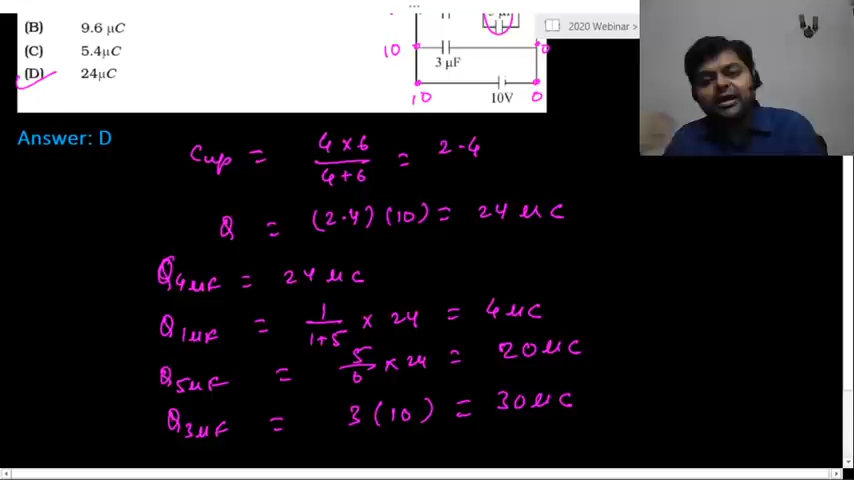 (B) 9.6 μC
(C) 5.4μC
(D) 24μC
10
0
3 μF
10
0
10V
2020 Webinar
Answer: D
Cup = 4 × 6 / 4 + 6 = 2.4
Q = (2.4) (10) = 24 μC
Q4μF = 24 μC
Q1μF = 1 / 1+5 × 24 = 4μC
Q5μF = 5 / 6 × 24 = 20μC
Q3μF = 3 (10) = 30μC